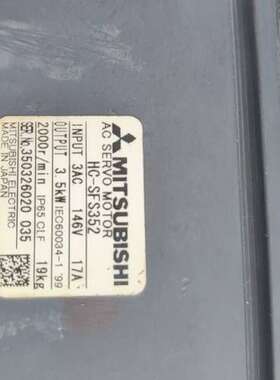 MITSUBISHI
AC SERVO MOTOR
HC-SFS352
INPUT 3AC 146V 17A
OUTPUT 3.5kW IEC60034-1 '99
2000r/min IP65 Cl.F 19kg
SER.No.350326020 035
MITSUBISHI ELECTRIC
MADE IN JAPAN